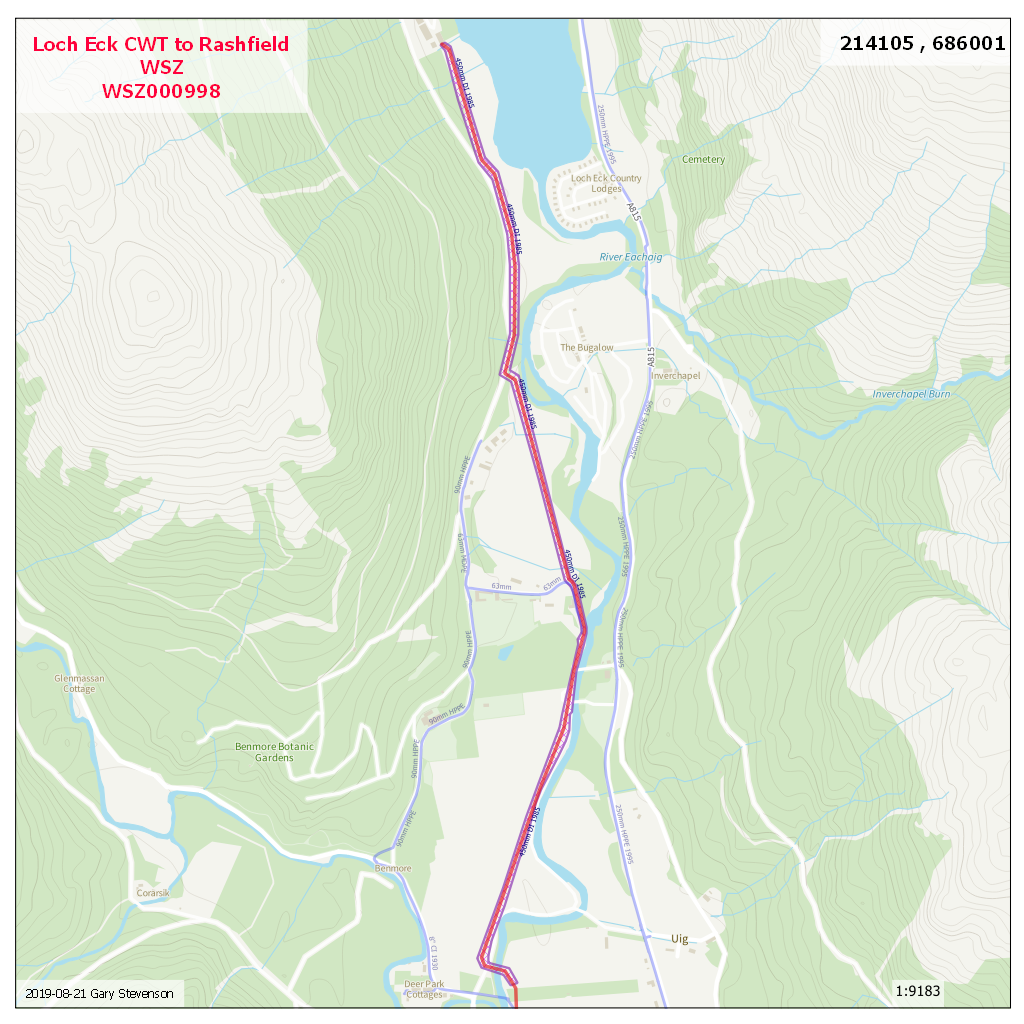 Loch Eck CWT to Rashfield
WSZ
WSZ000998
214105 , 686001
450mm DI 1985
250mm HPPE 1995
Cemetery
Loch Eck Country
Lodges
A815
450mm DI 1985
River Eachaig
The Bugalow
A815
Inverchapel
Inverchapel Burn
450mm DI 1985
250mm HPPE 1995
90mm HPPE
250mm HPPE 1995
63mm HDPE
450mm DI 1985
63mm
63mm
250mm HPPE 1995
90mm HPPE
Glenmassan
Cottage
90mm HPPE
Benmore Botanic
Gardens
90mm HPPE
90mm HPPE
450mm DI 1985
250mm HPPE 1995
Benmore
Corarsik
8" CI 1930
Uig
Deer Park
Cottages
2019-08-21 Gary Stevenson
1:9183